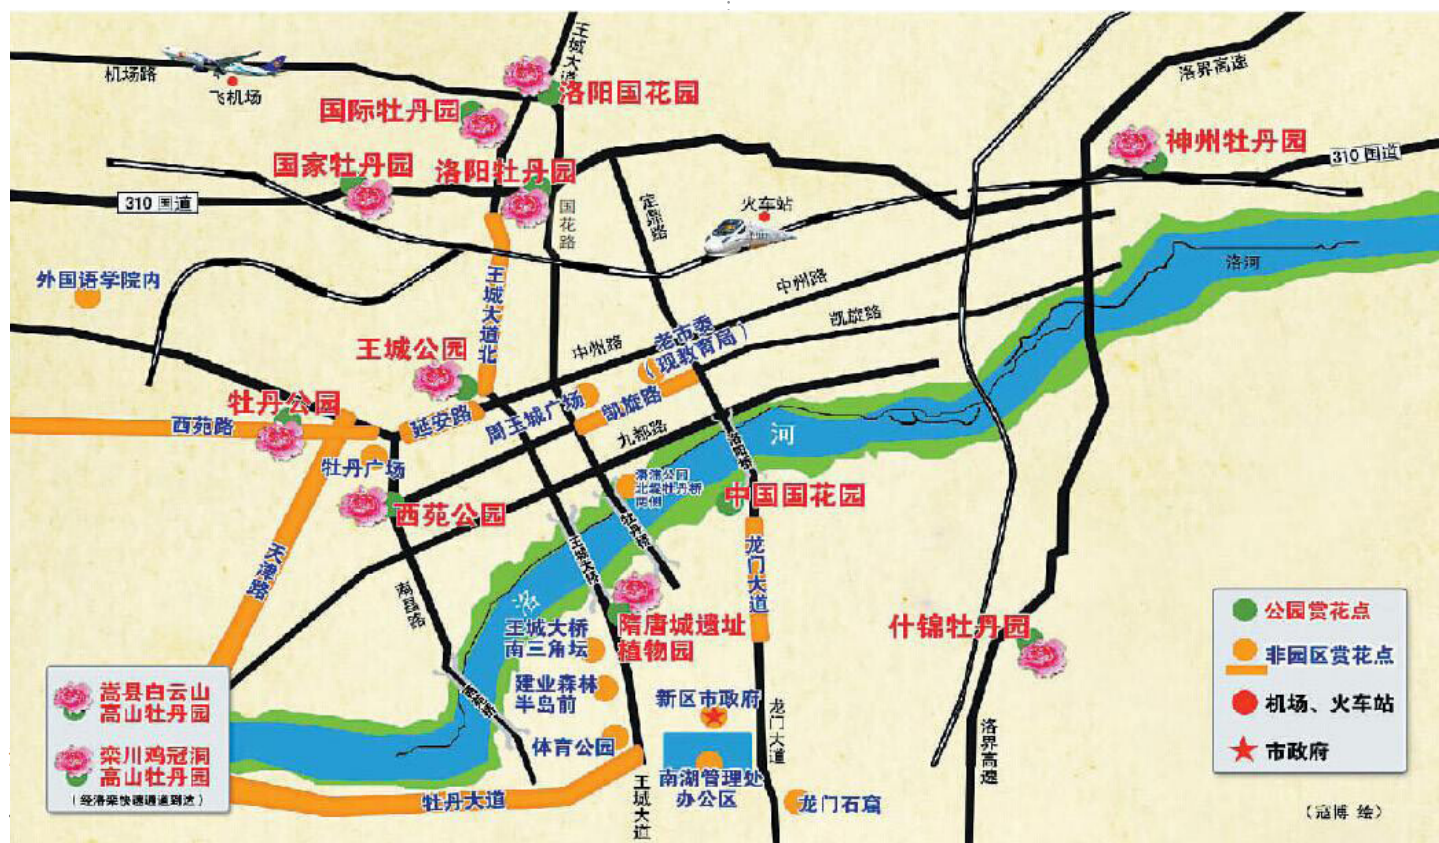 王城大道
机场路
飞机场
洛阳国花园
国际牡丹园
洛界高速
神州牡丹园
310 国道
国家牡丹园
洛阳牡丹园
310 国道
国花路
定鼎路
火车站
外国语学院内
王城大道北
洛河
中州路
凯旋路
王城公园
中州路
老市委
（现教育局）
牡丹公园
西苑路
延安路
周王城广场
凯旋路
九都路
河
洛阳桥
牡丹广场
洛浦公园
北堤牡丹桥
两侧
中国国花园
西苑公园
牡丹桥
王城大桥
龙门大道
天津路
南昌路
洛
王城大桥
南三角坛
隋唐城遗址
植物园
什锦牡丹园
建业森林
半岛前
新区市政府
体育公园
龙门大道
洛界高速
南湖管理处
办公区
牡丹大道
王城大道
龙门石窟
嵩县白云山
高山牡丹园
栾川鸡冠洞
高山牡丹园
（经洛栾快速通道到达）
公园赏花点
非园区赏花点
机场、火车站
市政府
（寇博 绘）